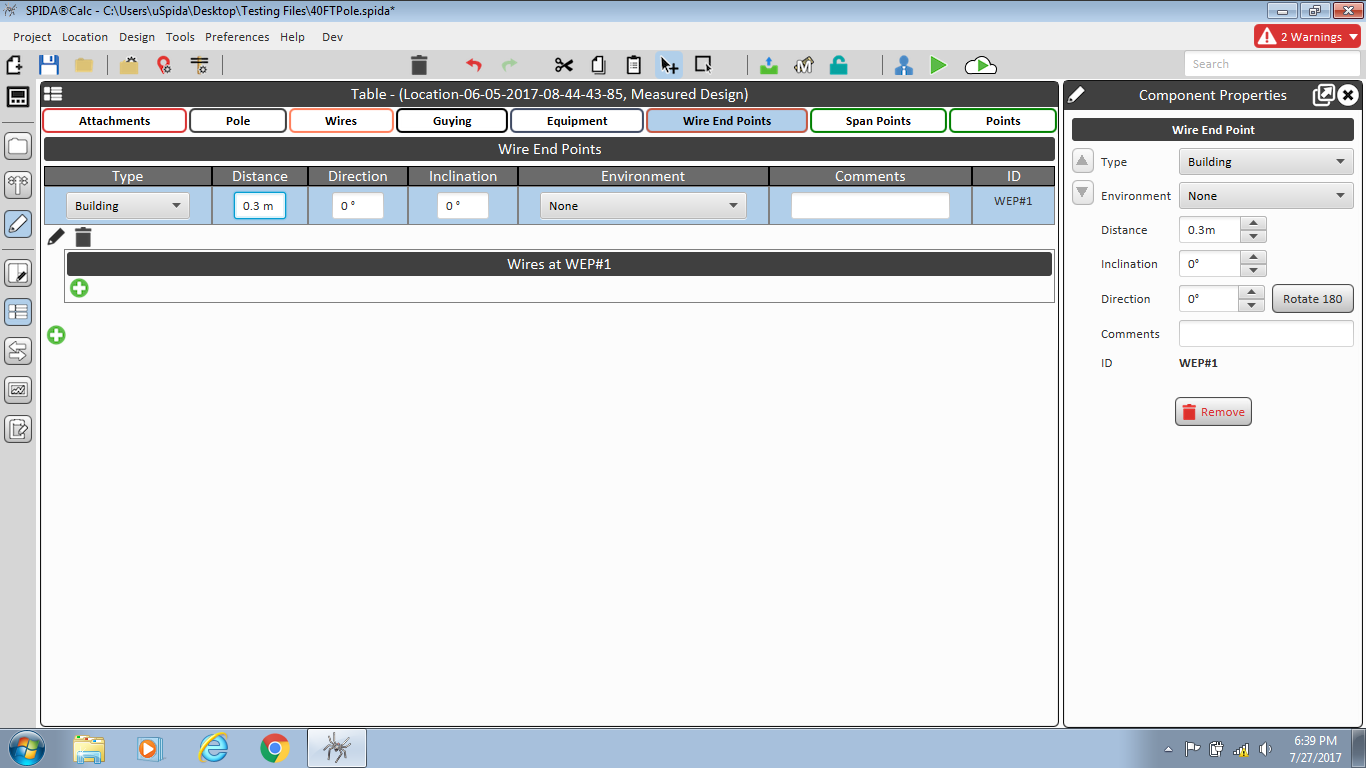 SPIDA®Calc - C:\Users\uSpida\Desktop\Testing Files\40FTPole.spida*
Project Location Design Tools Preferences Help Dev
2 Warnings
Search
Table - (Location-06-05-2017-08-44-43-85, Measured Design)
Attachments Pole Wires Guying Equipment Wire End Points Span Points Points
Wire End Points
Type Distance Direction Inclination Environment Comments ID
Building 0.3 m 0 ° 0 ° None WEP#1
Wires at WEP#1
Component Properties
Wire End Point
Type Building
Environment None
Distance 0.3m
Inclination 0°
Direction 0° Rotate 180
Comments
ID WEP#1
Remove
6:39 PM
7/27/2017